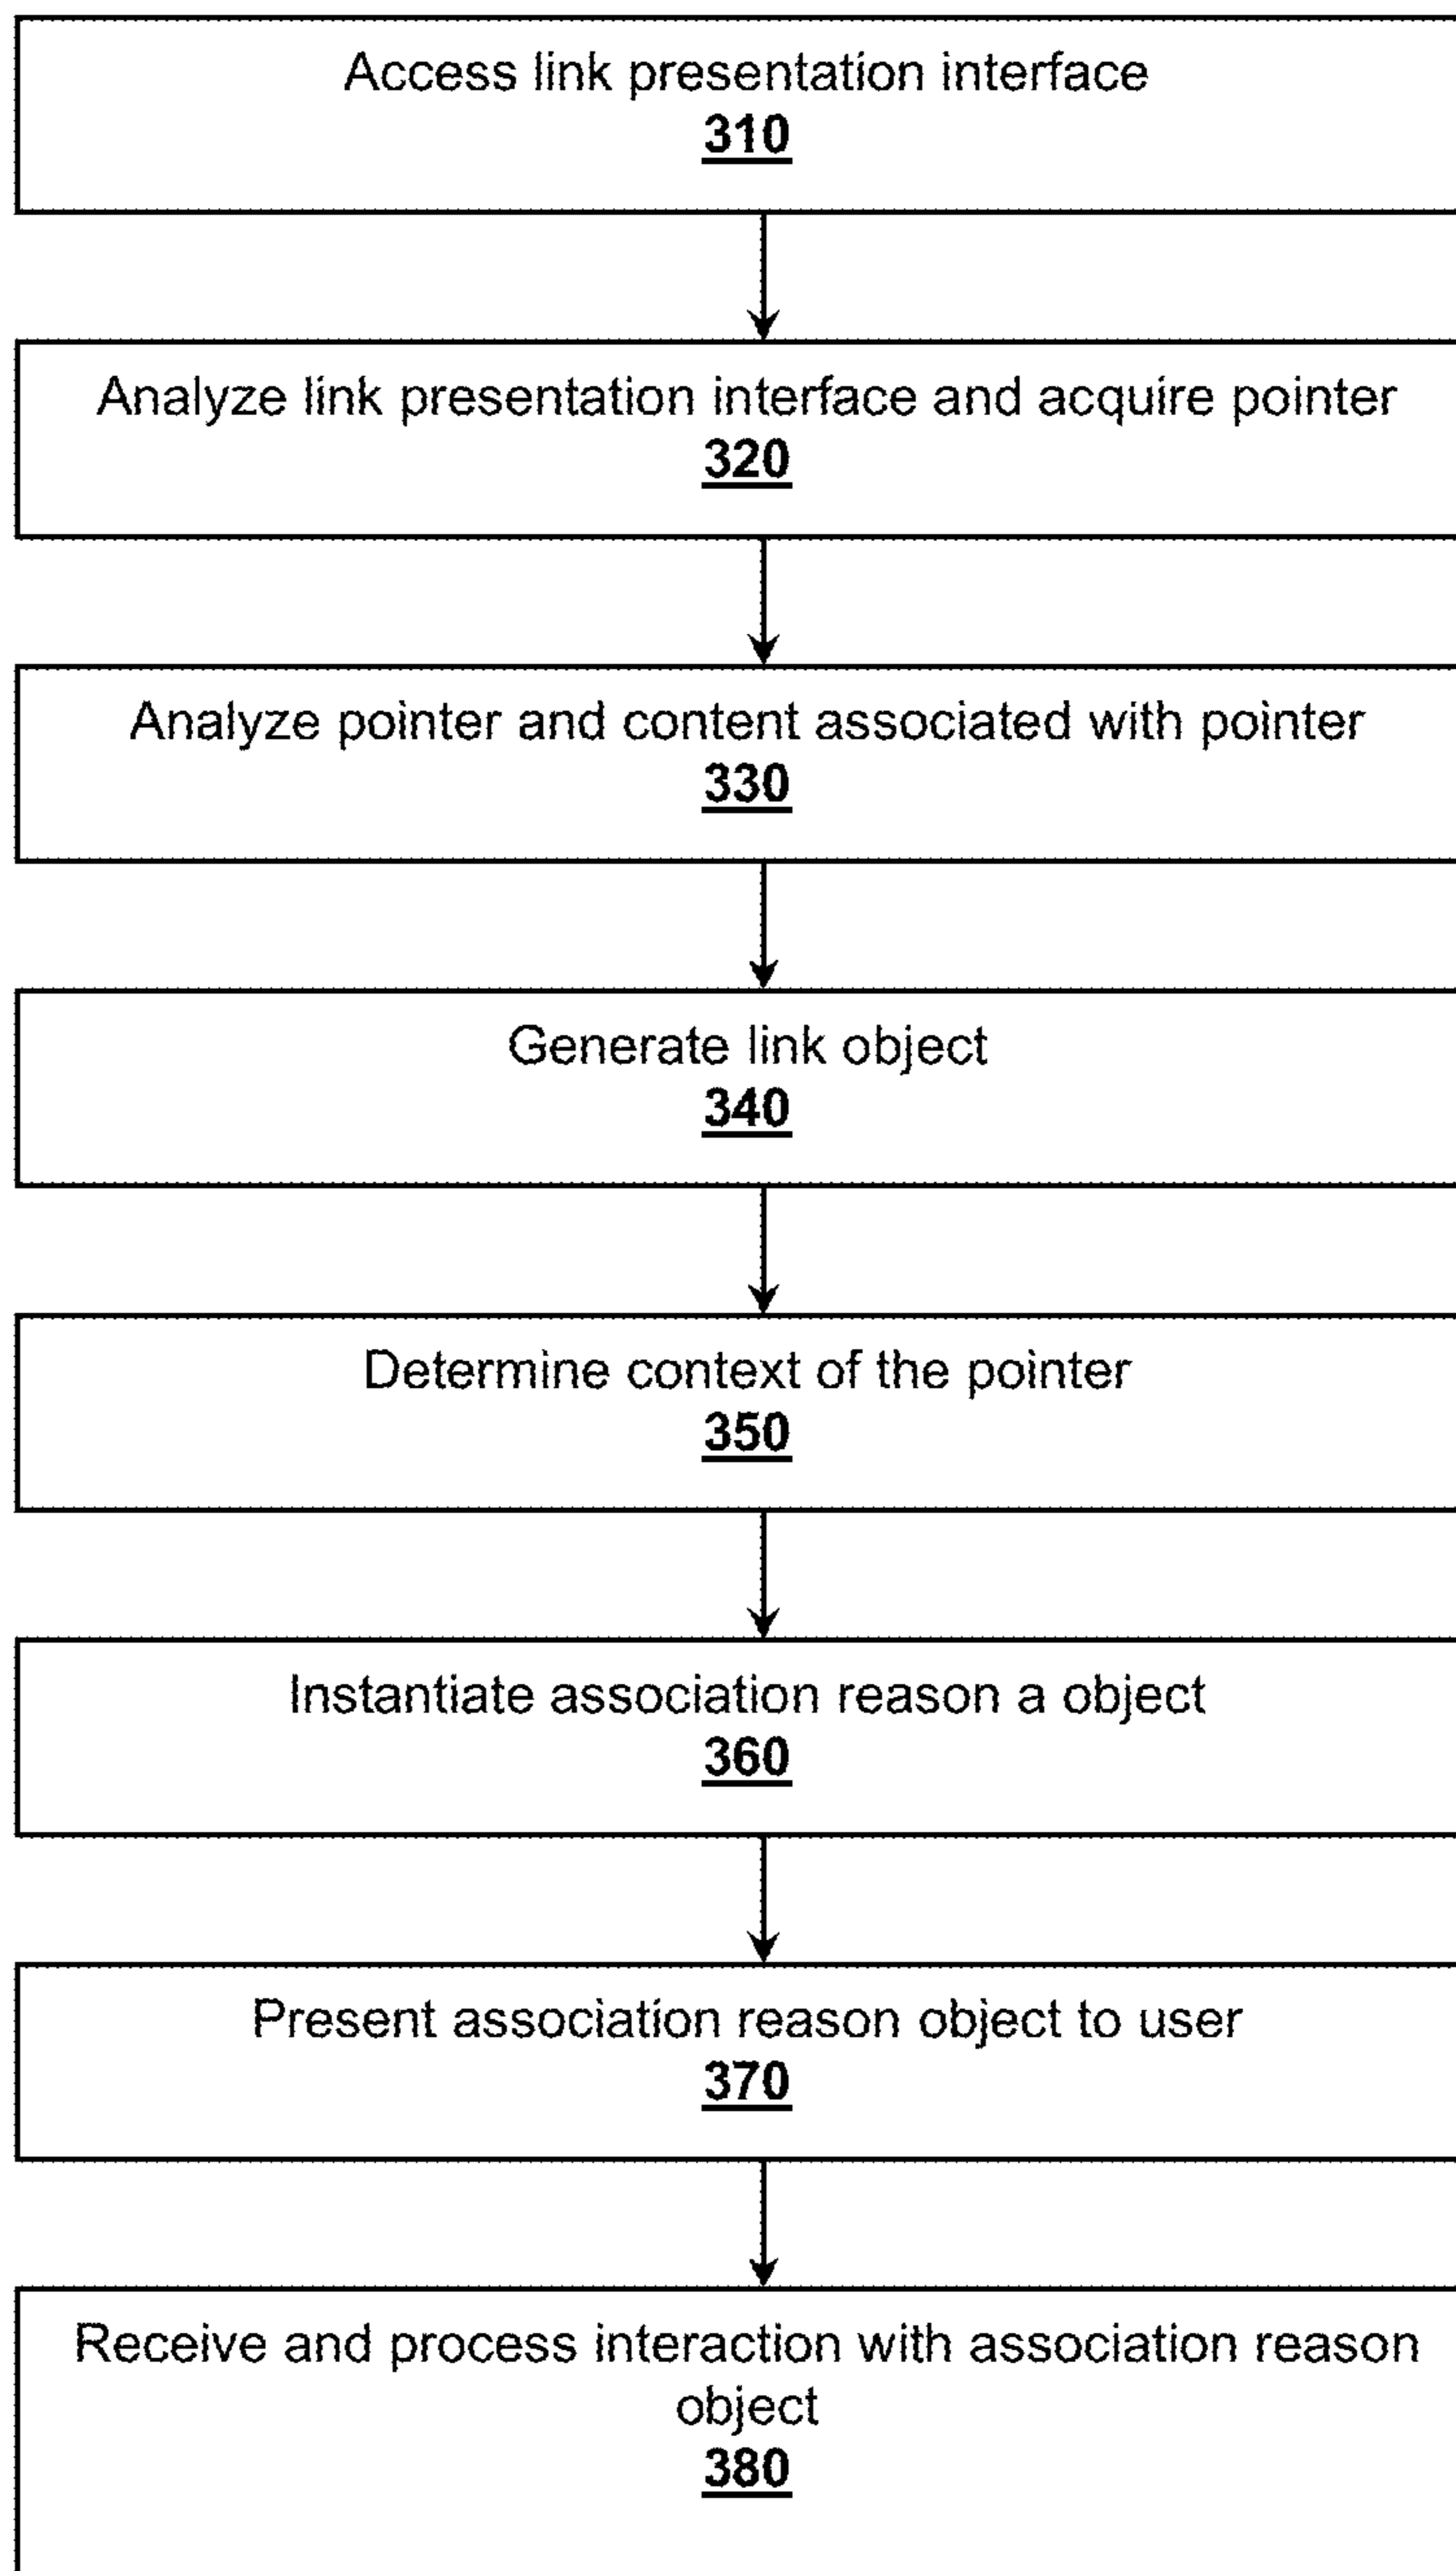 Access link presentation interface
310
Analyze link presentation interface and acquire pointer
320
Analyze pointer and content associated with pointer
330
Generate link object
340
Determine context of the pointer
350
Instantiate association reason a object
360
Present association reason object to user
370
Receive and process interaction with association reason
object
380